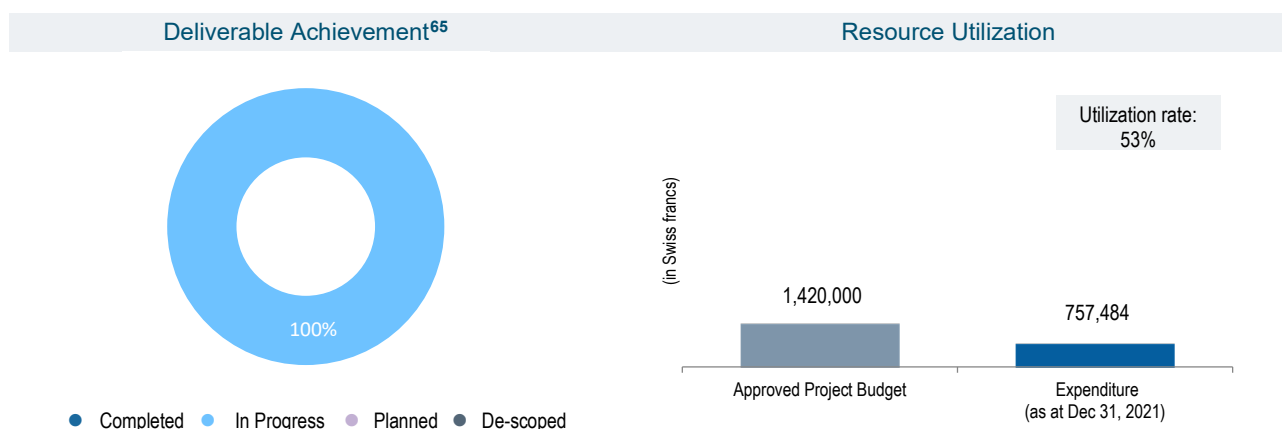 Deliverable Achievement65
Resource Utilization
Utilization rate:
53%
(in Swiss francs)
1,420,000
757,484
100%
Approved Project Budget
Expenditure
(as at Dec 31, 2021)
Completed
In Progress
Planned
De-scoped